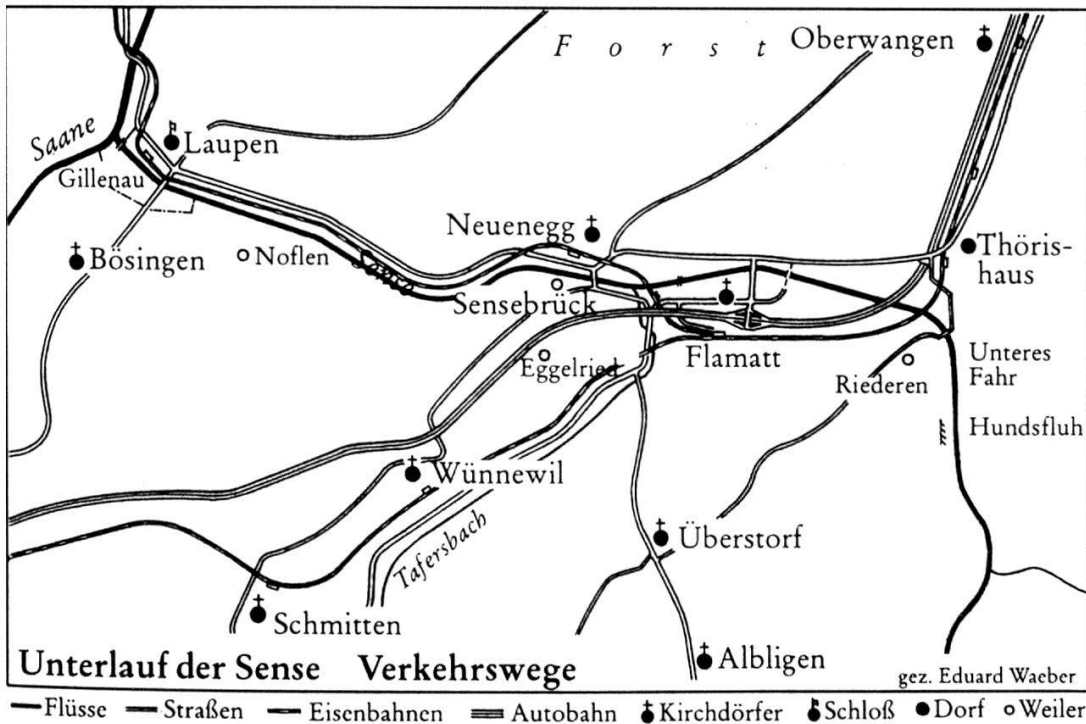 Forst
Oberwangen
Saane
Laupen
Gillenau
Neuenegg
Bösingen
Noflen
Thöris-
haus
Sensebrück
Flamatt
Eggelried
Riederen
Unteres
Fahr
Hundsfluh
Wünnewil
Tafersbach
Überstorf
Schmitten
Albligen
Unterlauf der Sense Verkehrswege
gez. Eduard Waeber
Flüsse Straßen Eisenbahnen Autobahn Kirchdörfer Schloß Dorf Weiler